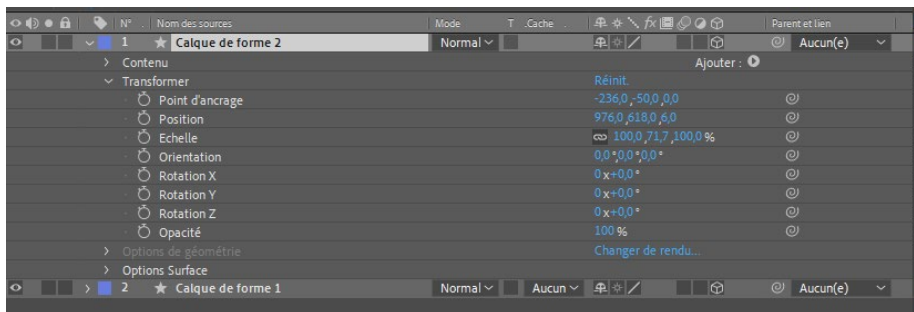 N° . Nom des sources Mode T .Cache fx Parent et lien
1 Calque de forme 2 Normal Aucun(e)
Contenu Ajouter :
Transformer Réinit.
Point d'ancrage -236,0,-50,0,0,0
Position 976,0,618,0,6,0
Echelle 100,0,71,7,100,0 %
Orientation 0,0°,0,0°,0,0°
Rotation X 0x+0,0°
Rotation Y 0x+0,0°
Rotation Z 0x+0,0°
Opacité 100 %
Options de géométrie Changer de rendu...
Options Surface
2 Calque de forme 1 Normal Aucun Aucun(e)